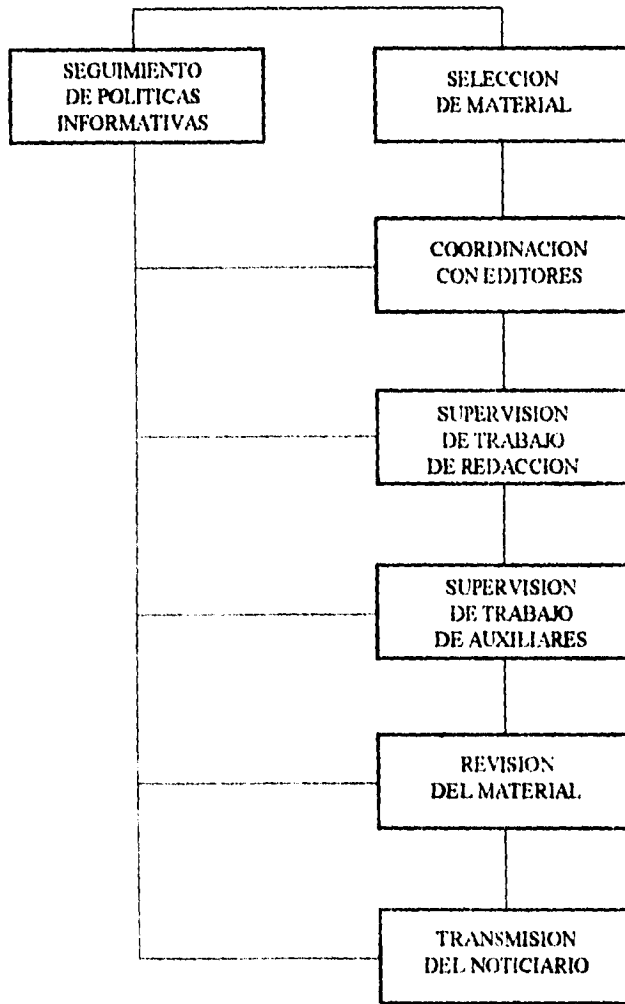 SEGUIMIENTO
DE POLITICAS
INFORMATIVAS
SELECCION
DE MATERIAL
COORDINACION
CON EDITORES
SUPERVISION
DE TRABAJO
DE REDACCION
SUPERVISION
DE TRABAJO
DE AUXILIARES
REVISION
DEL MATERIAL
TRANSMISION
DEL NOTICIARIO